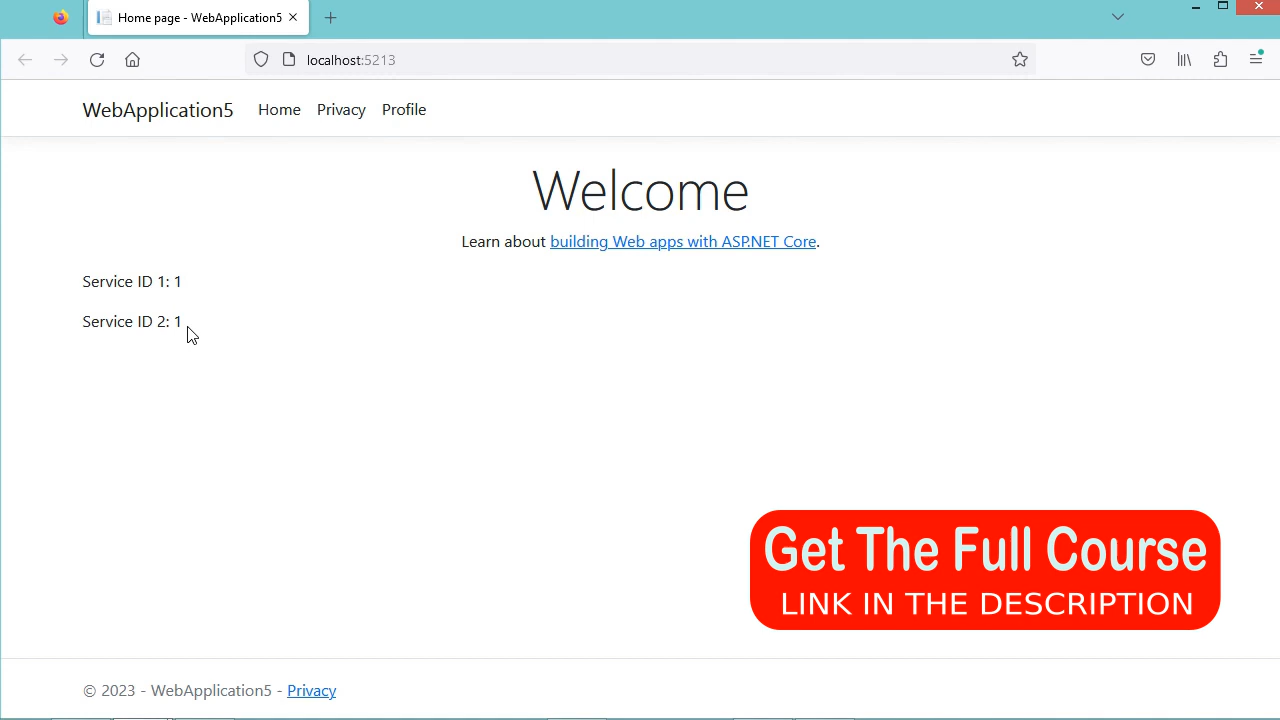 Home page - WebApplication5
localhost:5213
WebApplication5 Home Privacy Profile
Welcome
Learn about building Web apps with ASP.NET Core.
Service ID 1: 1
Service ID 2: 1
Get The Full Course
LINK IN THE DESCRIPTION
© 2023 - WebApplication5 - Privacy